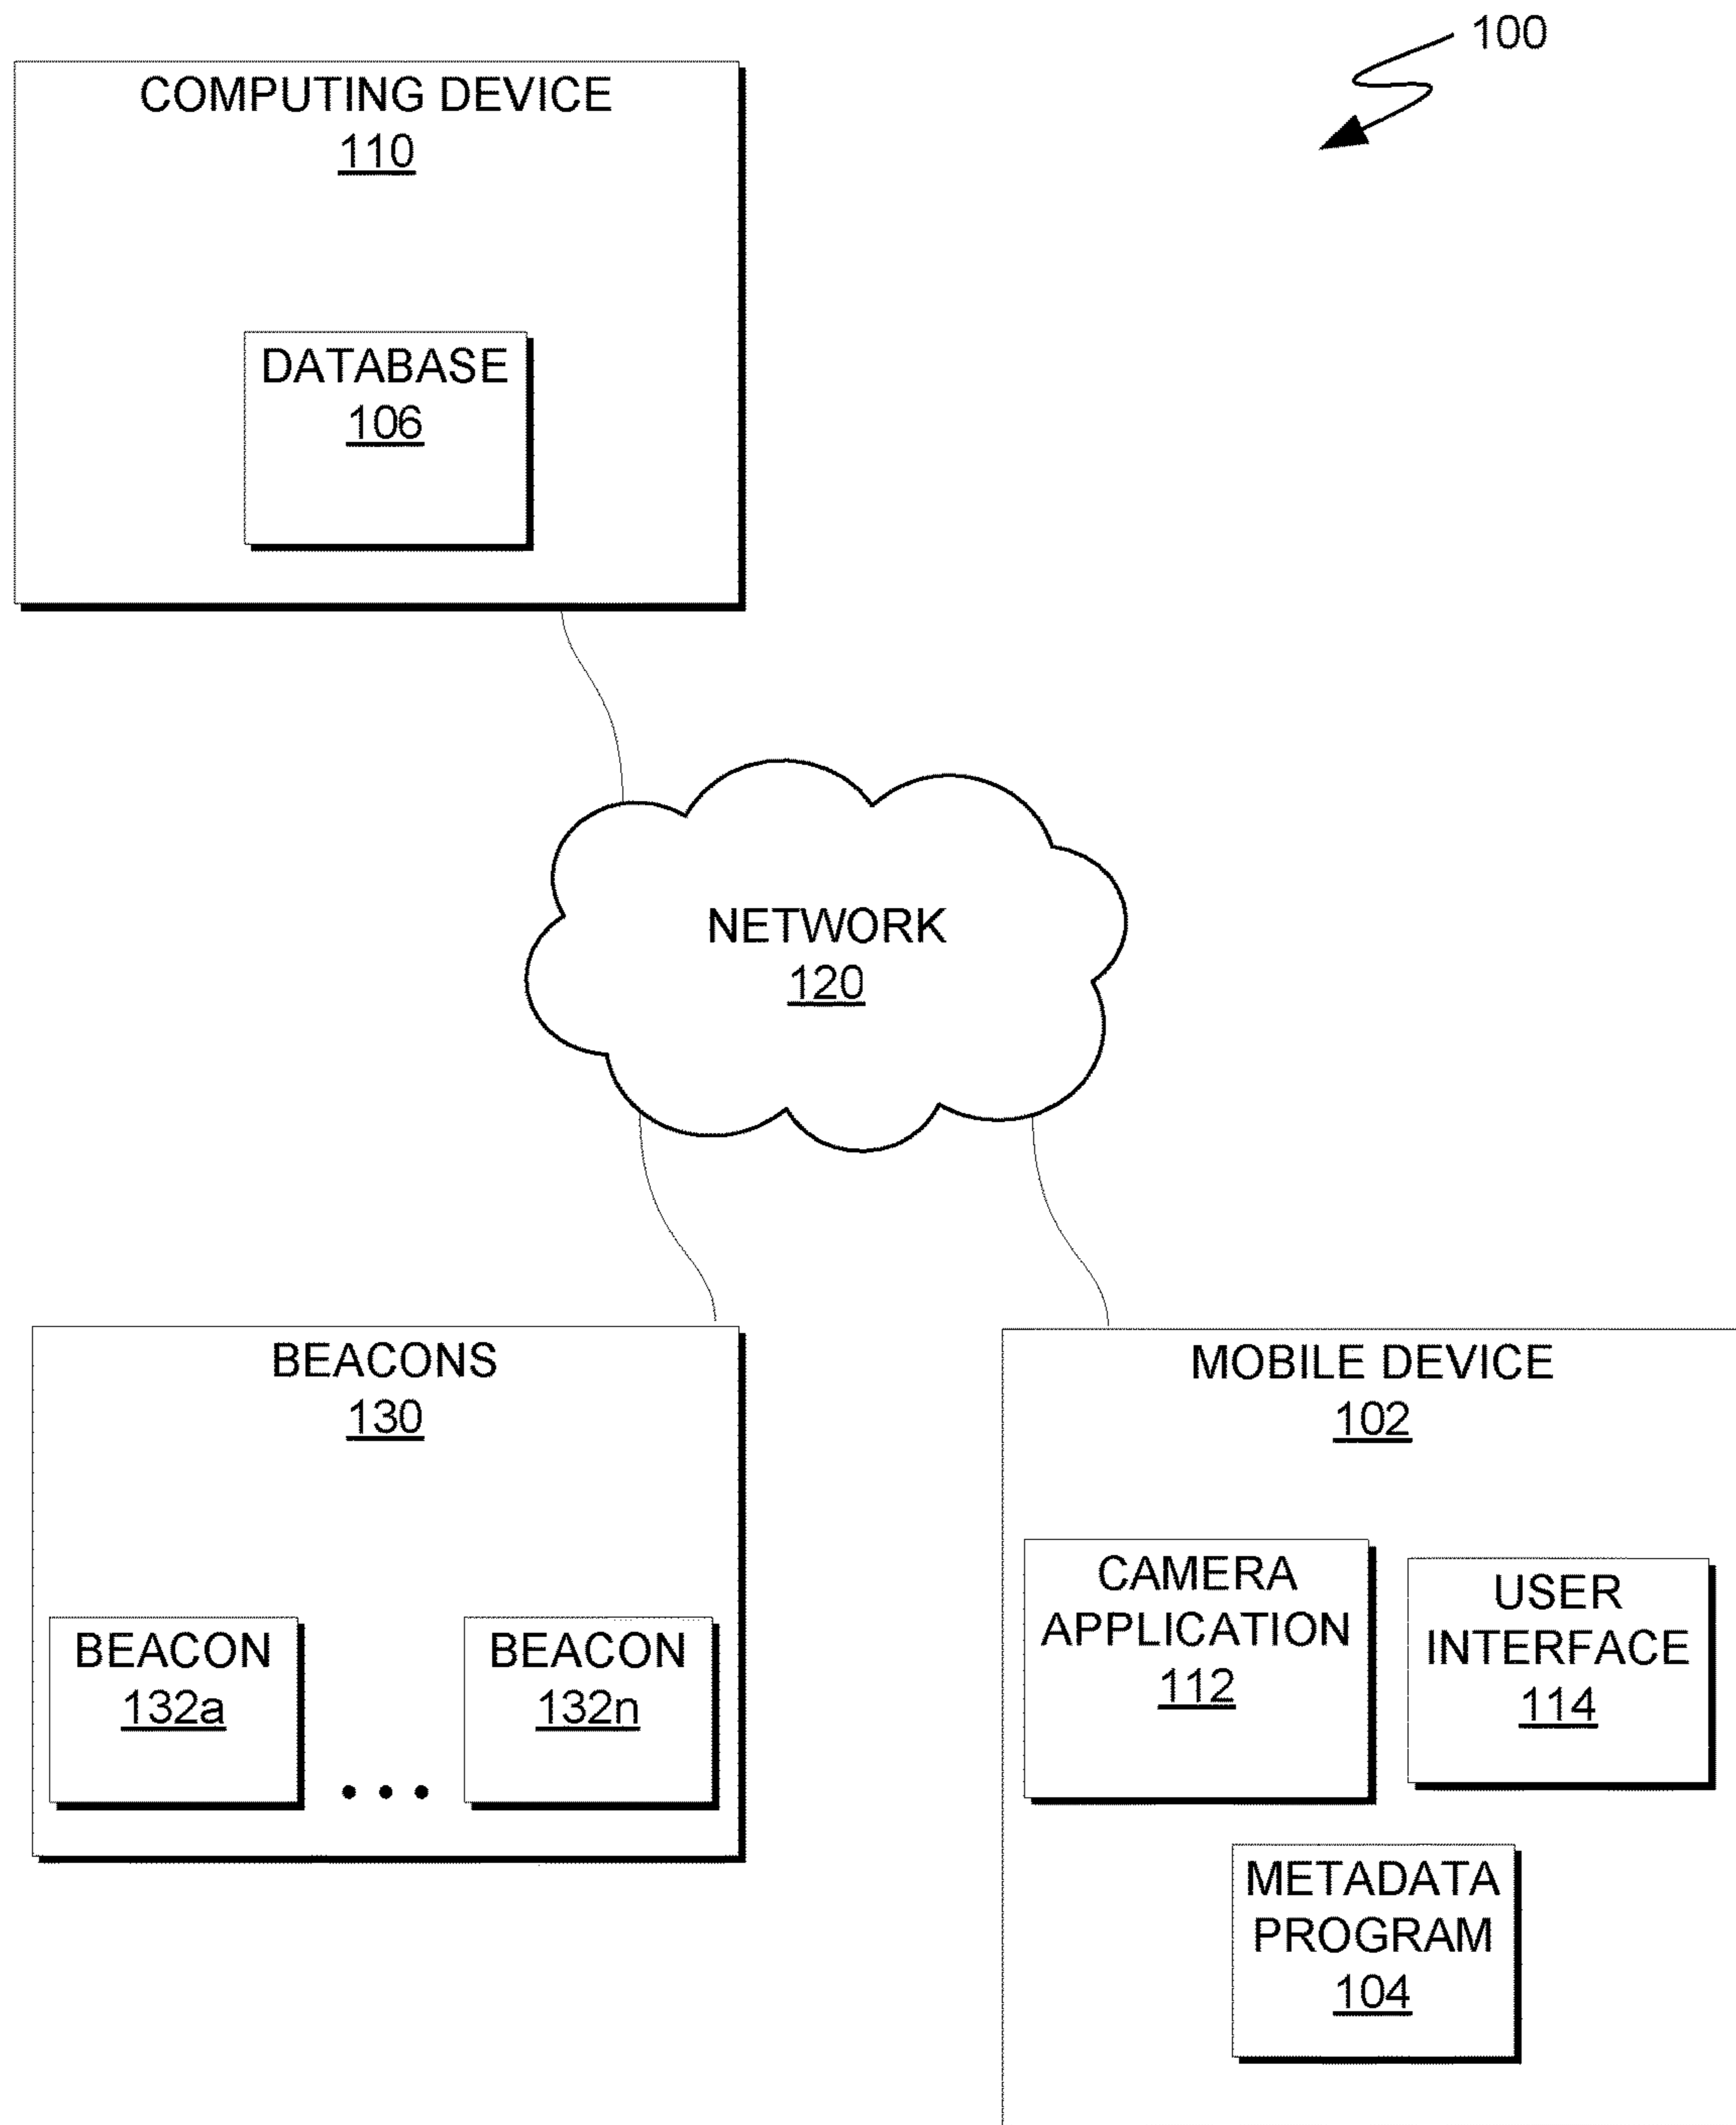 100
COMPUTING DEVICE
110
DATABASE
106
NETWORK
120
BEACONS
130
BEACON
132a
...
BEACON
132n
MOBILE DEVICE
102
CAMERA
APPLICATION
112
USER
INTERFACE
114
METADATA
PROGRAM
104